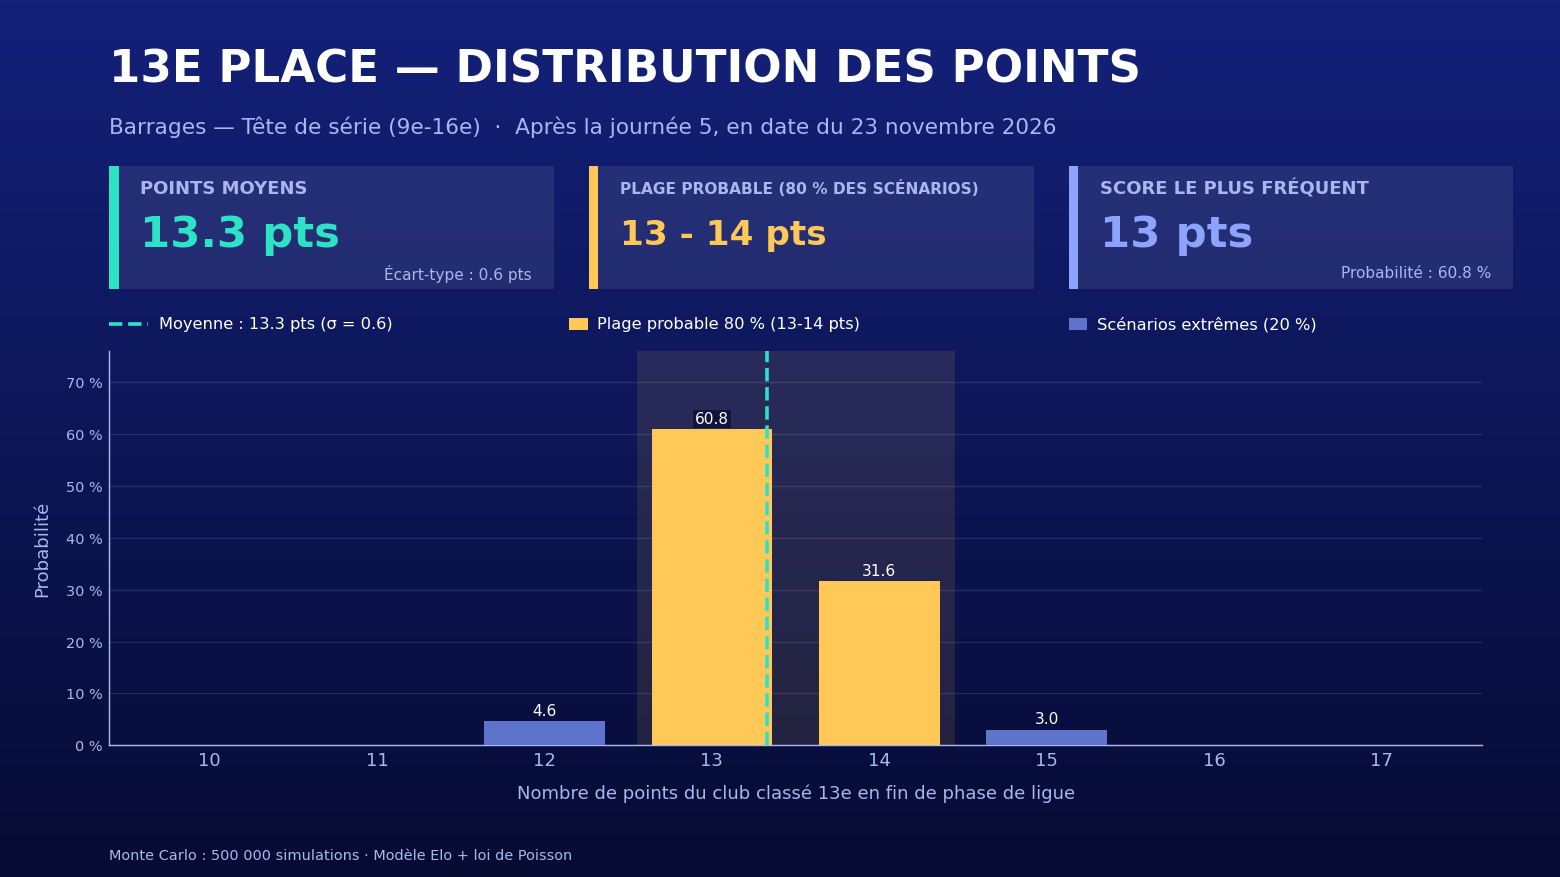 13E PLACE — DISTRIBUTION DES POINTS
Barrages — Tête de série (9e-16e)  ·  Après la journée 5, en date du 23 novembre 2026
POINTS MOYENS
13.3 pts
Écart-type : 0.6 pts
PLAGE PROBABLE (80 % DES SCÉNARIOS)
13 - 14 pts
SCORE LE PLUS FRÉQUENT
13 pts
Probabilité : 60.8 %
Moyenne : 13.3 pts (σ = 0.6)
Plage probable 80 % (13-14 pts)
Scénarios extrêmes (20 %)
Probabilité
70 %
60 %
50 %
40 %
30 %
20 %
10 %
0 %
4.6
60.8
31.6
3.0
10 11 12 13 14 15 16 17
Nombre de points du club classé 13e en fin de phase de ligue
Monte Carlo : 500 000 simulations · Modèle Elo + loi de Poisson